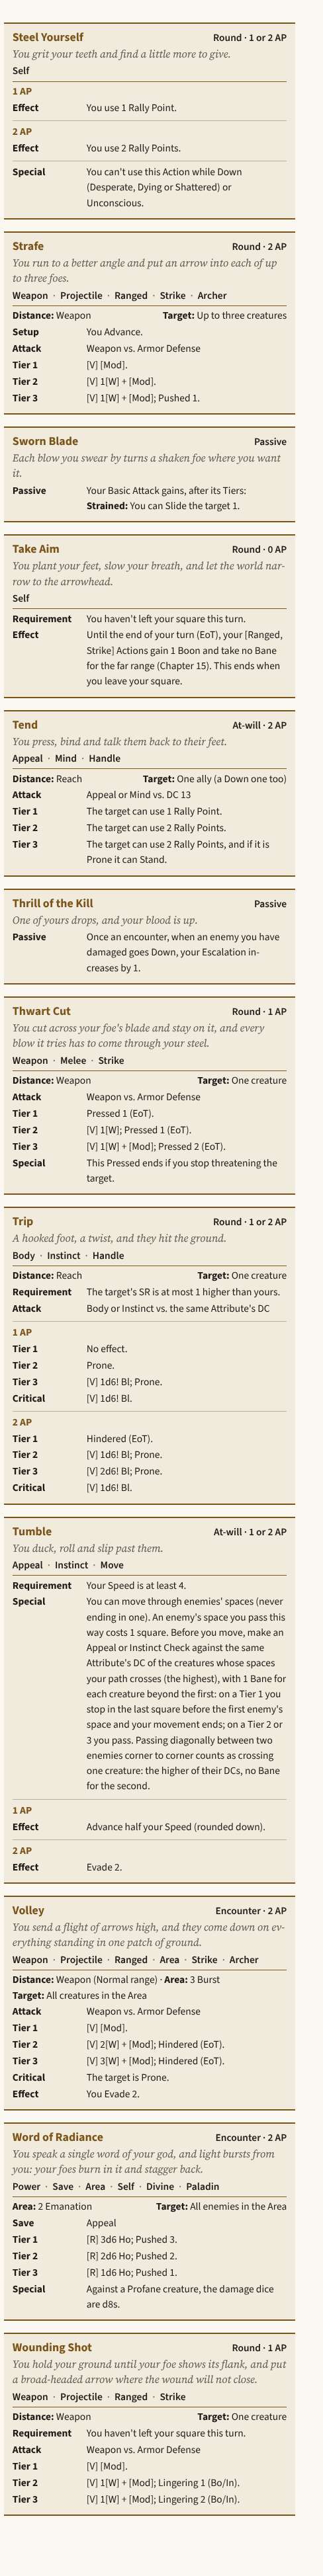 Steel Yourself Round · 1 or 2 AP
You grit your teeth and find a little more to give.
Self
1 AP
Effect You use 1 Rally Point.
2 AP
Effect You use 2 Rally Points.
Special You can't use this Action while Down
(Desperate, Dying or Shattered) or
Unconscious.
Strafe Round · 2 AP
You run to a better angle and put an arrow into each of up
to three foes.
Weapon · Projectile · Ranged · Strike · Archer
Distance: Weapon Target: Up to three creatures
Setup You Advance.
Attack Weapon vs. Armor Defense
Tier 1 [V] [Mod].
Tier 2 [V] 1[W] + [Mod].
Tier 3 [V] 1[W] + [Mod]; Pushed 1.
Sworn Blade Passive
Each blow you swear by turns a shaken foe where you want
it.
Passive Your Basic Attack gains, after its Tiers:
Strained: You can Slide the target 1.
Take Aim Round · 0 AP
You plant your feet, slow your breath, and let the world nar-
row to the arrowhead.
Self
Requirement You haven't left your square this turn.
Effect Until the end of your turn (EoT), your [Ranged,
Strike] Actions gain 1 Boon and take no Bane
for the far range (Chapter 15). This ends when
you leave your square.
Tend At-will · 2 AP
You press, bind and talk them back to their feet.
Appeal · Mind · Handle
Distance: Reach Target: One ally (a Down one too)
Attack Appeal or Mind vs. DC 13
Tier 1 The target can use 1 Rally Point.
Tier 2 The target can use 2 Rally Points.
Tier 3 The target can use 2 Rally Points, and if it is
Prone it can Stand.
Thrill of the Kill Passive
One of yours drops, and your blood is up.
Passive Once an encounter, when an enemy you have
damaged goes Down, your Escalation in-
creases by 1.
Thwart Cut Round · 1 AP
You cut across your foe's blade and stay on it, and every
blow it tries has to come through your steel.
Weapon · Melee · Strike
Distance: Weapon Target: One creature
Attack Weapon vs. Armor Defense
Tier 1 Pressed 1 (EoT).
Tier 2 [V] 1[W]; Pressed 1 (EoT).
Tier 3 [V] 1[W] + [Mod]; Pressed 2 (EoT).
Special This Pressed ends if you stop threatening the
target.
Trip Round · 1 or 2 AP
A hooked foot, a twist, and they hit the ground.
Body · Instinct · Handle
Distance: Reach Target: One creature
Requirement The target's SR is at most 1 higher than yours.
Attack Body or Instinct vs. the same Attribute's DC
1 AP
Tier 1 No effect.
Tier 2 Prone.
Tier 3 [V] 1d6! Bl; Prone.
Critical [V] 1d6! Bl.
2 AP
Tier 1 Hindered (EoT).
Tier 2 [V] 1d6! Bl; Prone.
Tier 3 [V] 2d6! Bl; Prone.
Critical [V] 1d6! Bl.
Tumble At-will · 1 or 2 AP
You duck, roll and slip past them.
Appeal · Instinct · Move
Requirement Your Speed is at least 4.
Special You can move through enemies' spaces (never
ending in one). An enemy's space you pass this
way costs 1 square. Before you move, make an
Appeal or Instinct Check against the same
Attribute's DC of the creatures whose spaces
your path crosses (the highest), with 1 Bane for
each creature beyond the first: on a Tier 1 you
stop in the last square before the first enemy's
space and your movement ends; on a Tier 2 or
3 you pass. Passing diagonally between two
enemies corner to corner counts as crossing
one creature: the higher of their DCs, no Bane
for the second.
1 AP
Effect Advance half your Speed (rounded down).
2 AP
Effect Evade 2.
Volley Encounter · 2 AP
You send a flight of arrows high, and they come down on ev-
erything standing in one patch of ground.
Weapon · Projectile · Ranged · Area · Strike · Archer
Distance: Weapon (Normal range) · Area: 3 Burst
Target: All creatures in the Area
Attack Weapon vs. Armor Defense
Tier 1 [V] [Mod].
Tier 2 [V] 2[W] + [Mod]; Hindered (EoT).
Tier 3 [V] 3[W] + [Mod]; Hindered (EoT).
Critical The target is Prone.
Effect You Evade 2.
Word of Radiance Encounter · 2 AP
You speak a single word of your god, and light bursts from
you: your foes burn in it and stagger back.
Power · Save · Area · Self · Divine · Paladin
Area: 2 Emanation Target: All enemies in the Area
Save Appeal
Tier 1 [R] 3d6 Ho; Pushed 3.
Tier 2 [R] 2d6 Ho; Pushed 2.
Tier 3 [R] 1d6 Ho; Pushed 1.
Special Against a Profane creature, the damage dice
are d8s.
Wounding Shot Round · 1 AP
You hold your ground until your foe shows its flank, and put
a broad-headed arrow where the wound will not close.
Weapon · Projectile · Ranged · Strike
Distance: Weapon Target: One creature
Requirement You haven't left your square this turn.
Attack Weapon vs. Armor Defense
Tier 1 [V] [Mod].
Tier 2 [V] 1[W] + [Mod]; Lingering 1 (Bo/In).
Tier 3 [V] 1[W] + [Mod]; Lingering 2 (Bo/In).